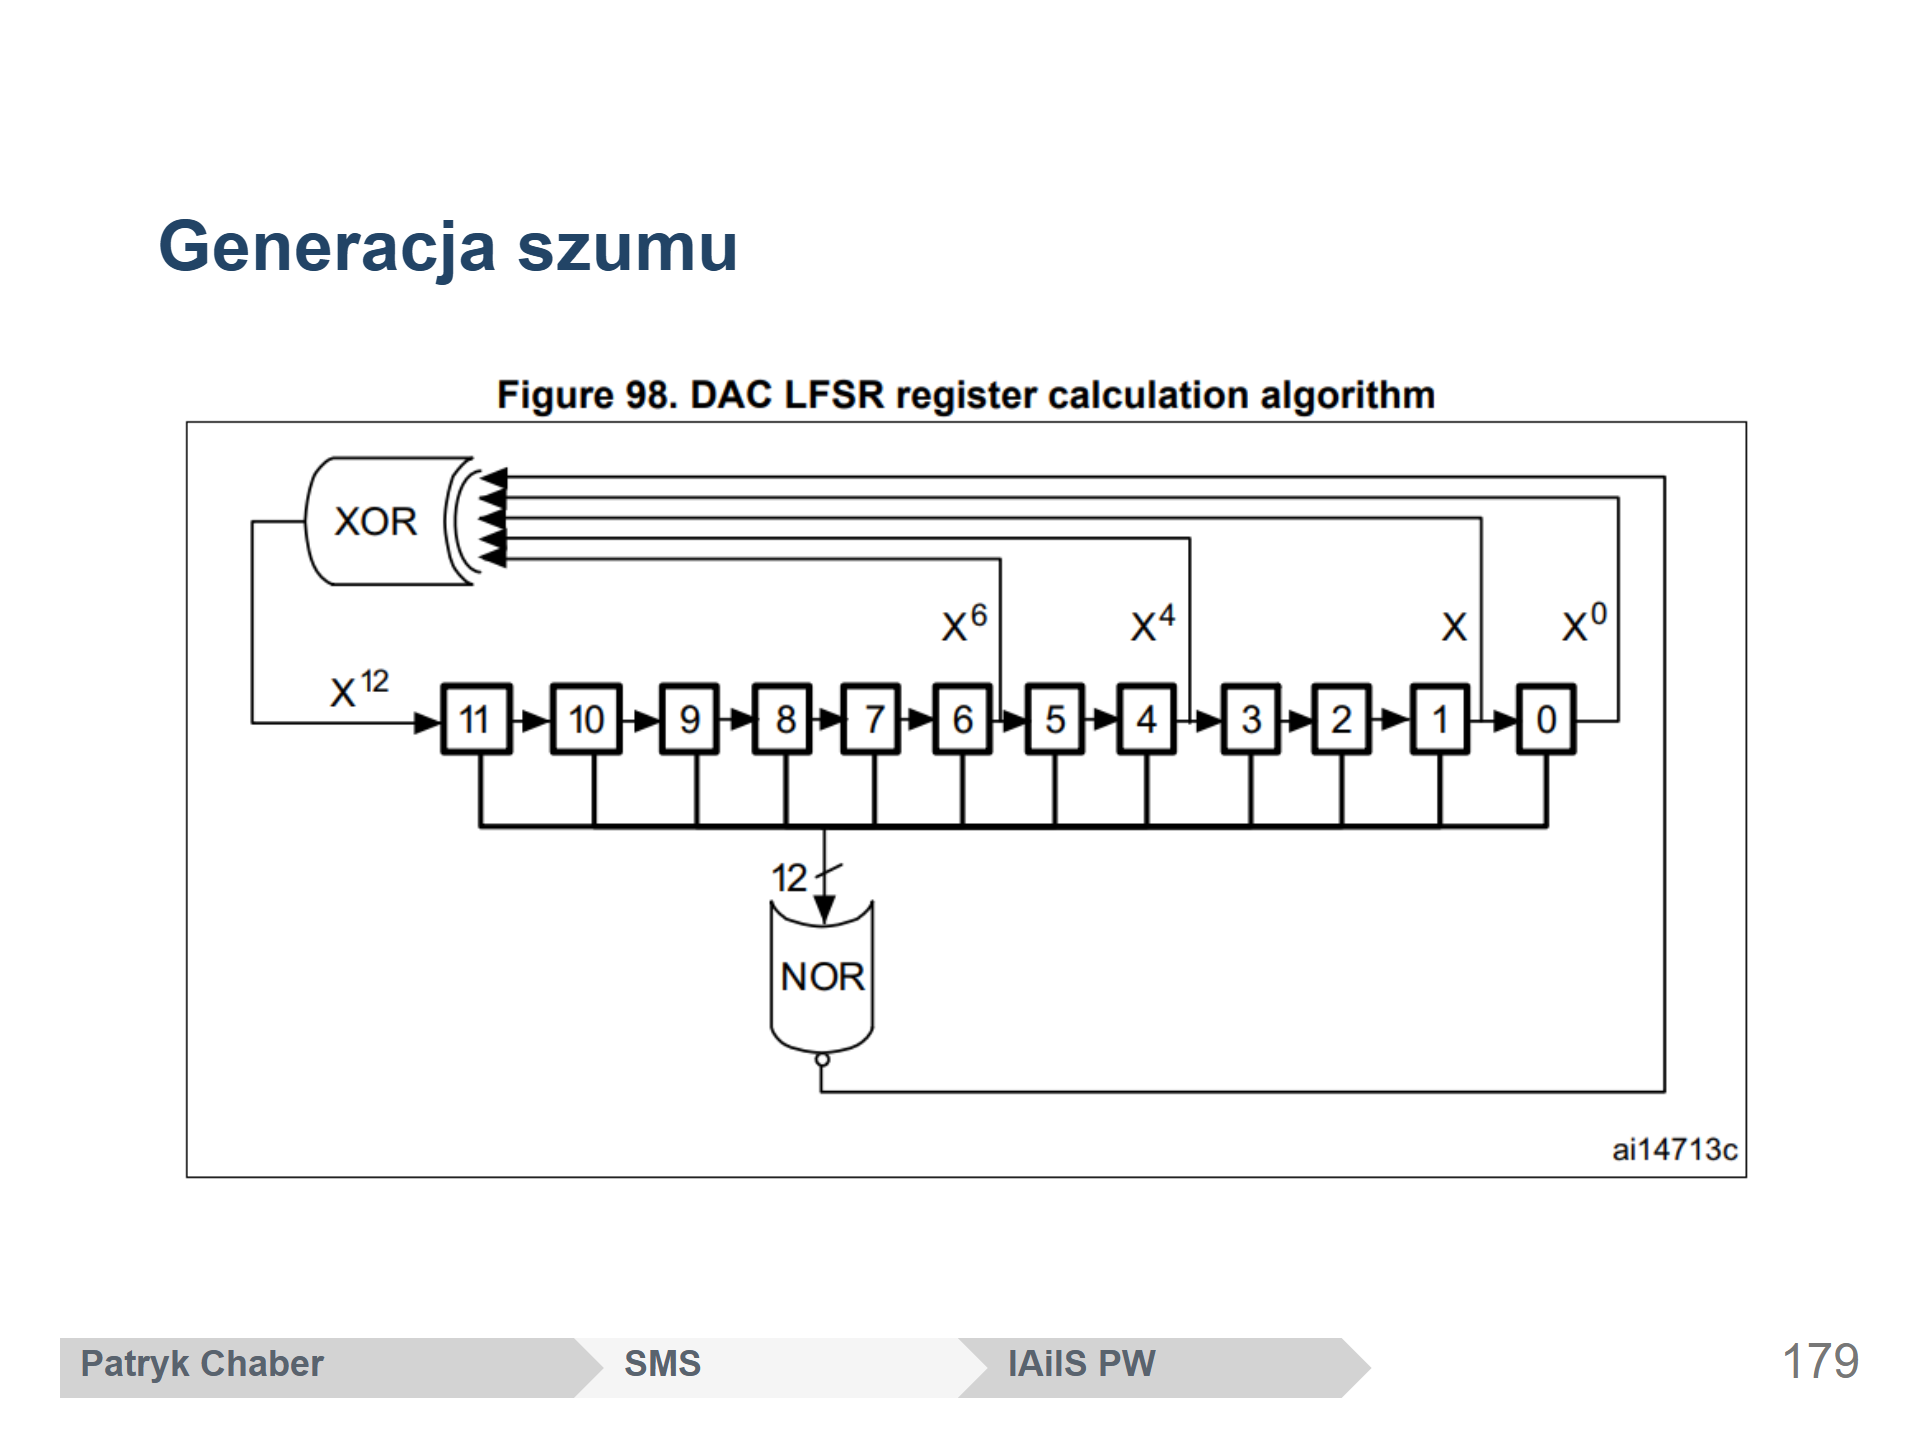 Generacja szumu
Figure 98. DAC LFSR register calculation algorithm
XOR
X6 X4 X X0
X12
11 10 9 8 7 6 5 4 3 2 1 0
12
NOR
ai14713c
Patryk Chaber SMS IAiIS PW 179